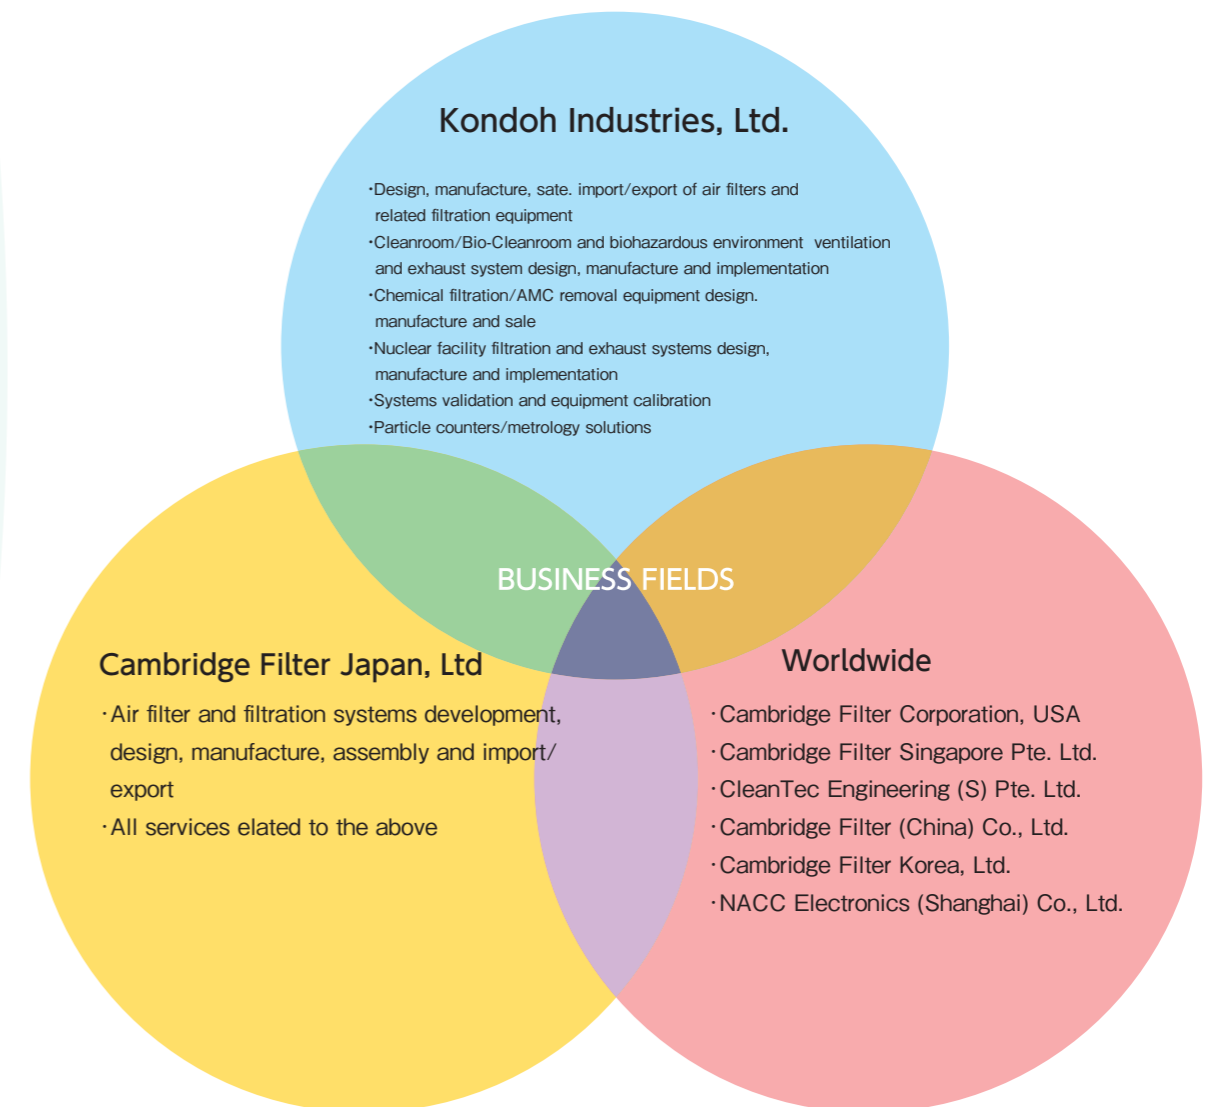 Kondoh Industries, Ltd.
・Design, manufacture, sate. import/export of air filters and
related filtration equipment
・Cleanroom/Bio-Cleanroom and biohazardous environment ventilation
and exhaust system design, manufacture and implementation
・Chemical filtration/AMC removal equipment design.
manufacture and sale
・Nuclear facility filtration and exhaust systems design,
manufacture and implementation
・Systems validation and equipment calibration
・Particle counters/metrology solutions
BUSINESS FIELDS
Cambridge Filter Japan, Ltd
・Air filter and filtration systems development,
design, manufacture, assembly and import/
export
・All services elated to the above
Worldwide
・Cambridge Filter Corporation, USA
・Cambridge Filter Singapore Pte. Ltd.
・CleanTec Engineering (S) Pte. Ltd.
・Cambridge Filter (China) Co., Ltd.
・Cambridge Filter Korea, Ltd.
・NACC Electronics (Shanghai) Co., Ltd.